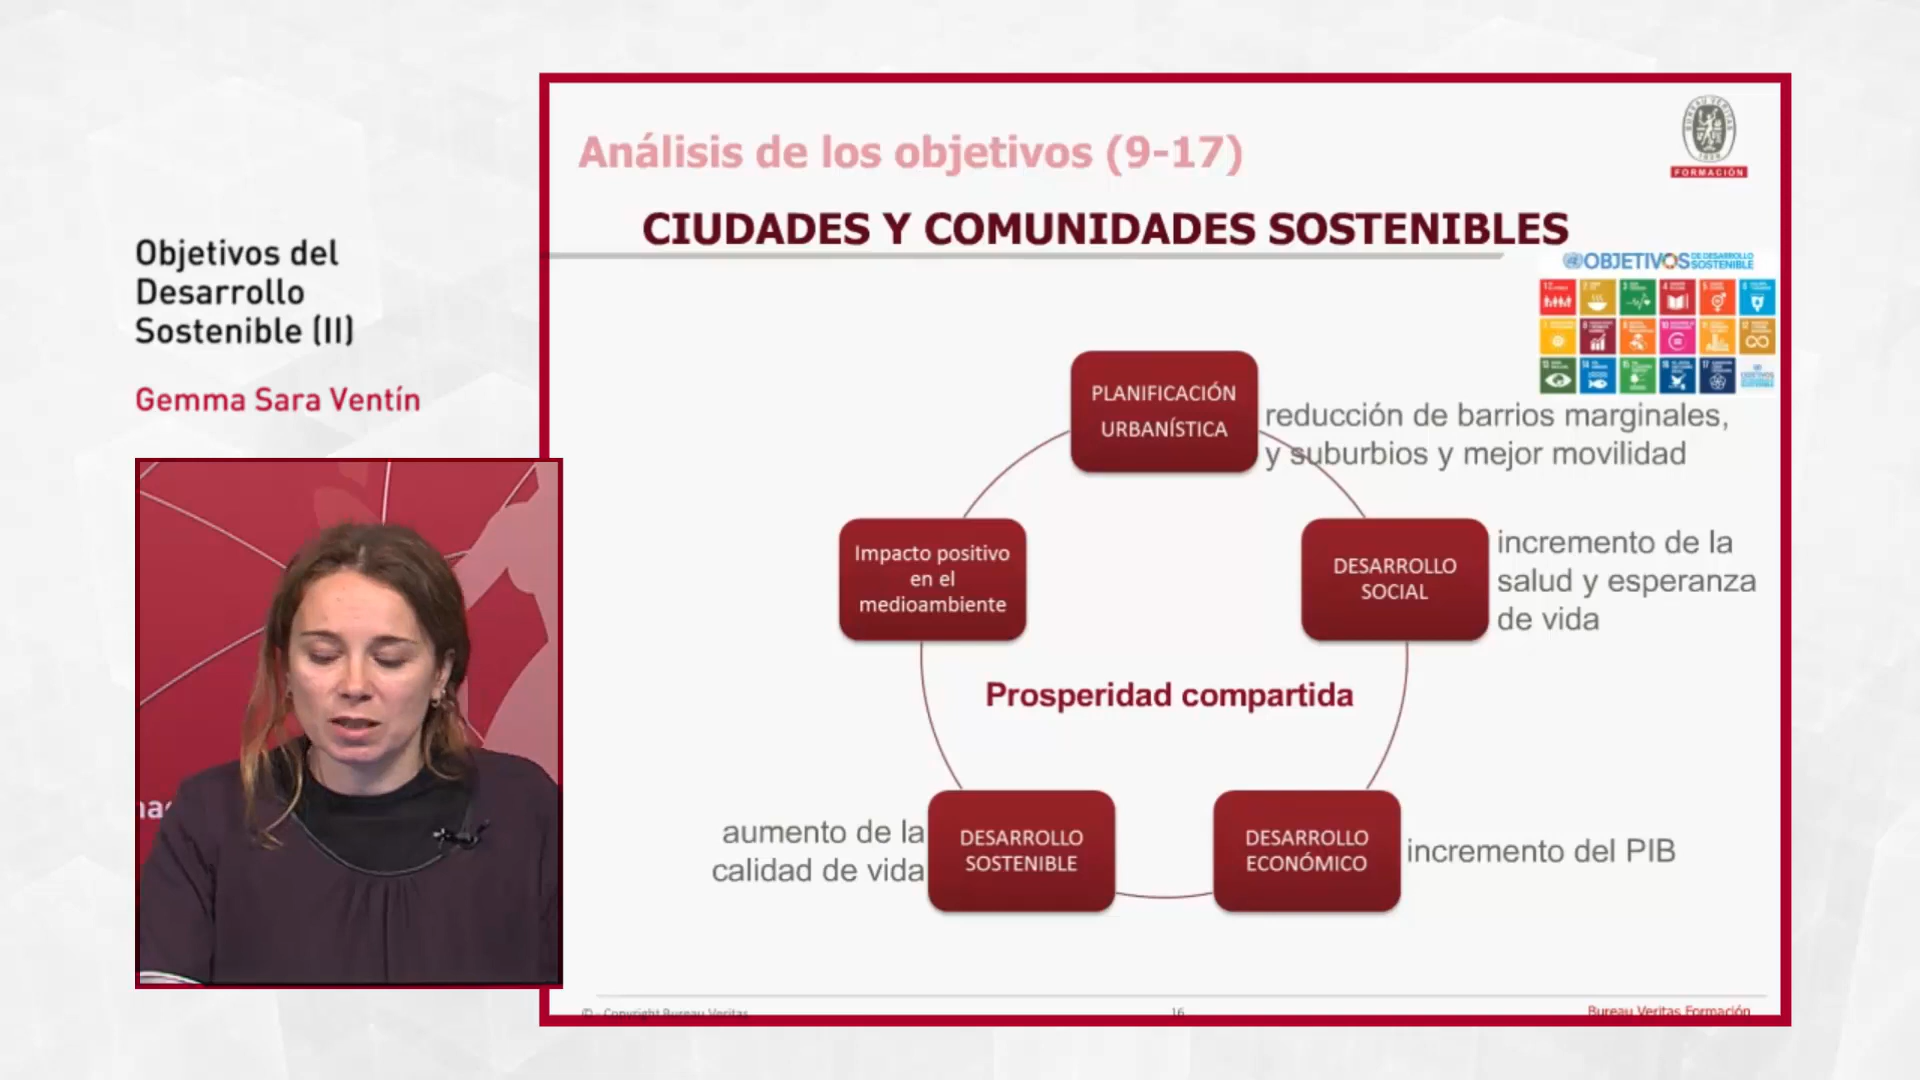 Análisis de los objetivos (9-17)
FORMACIÓN
CIUDADES Y COMUNIDADES SOSTENIBLES
Objetivos del
Desarrollo
Sostenible (II)
Gemma Sara Ventín
OBJETIVOS DE DESARROLLO SOSTENIBLE
PLANIFICACIÓN
URBANÍSTICA
reducción de barrios marginales,
y suburbios y mejor movilidad
Impacto positivo
en el
medioambiente
DESARROLLO
SOCIAL
incremento de la
salud y esperanza
de vida
Prosperidad compartida
aumento de la
calidad de vida
DESARROLLO
SOSTENIBLE
DESARROLLO
ECONÓMICO
incremento del PIB
© - Copyright Bureau Veritas
16
Bureau Veritas Formación